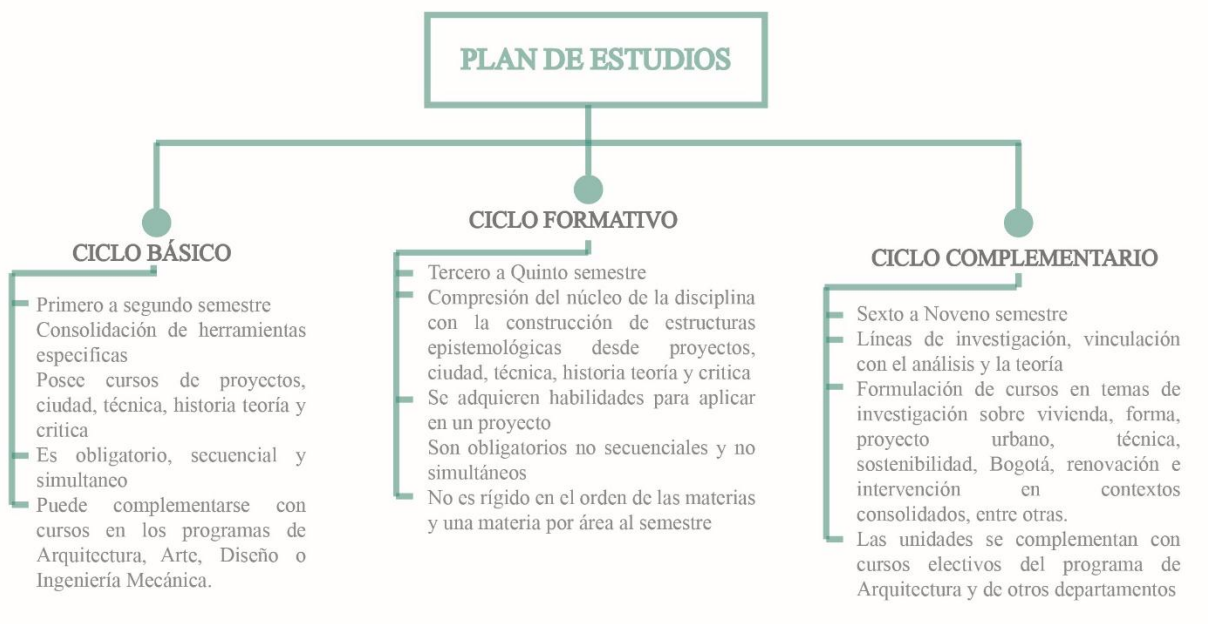 PLAN DE ESTUDIOS
CICLO BÁSICO
Primero a segundo semestre
Consolidación de herramientas
especificas
Posee cursos de proyectos,
ciudad, técnica, historia teoría y
critica
Es obligatorio, secuencial y
simultaneo
Puede complementarse con
cursos en los programas de
Arquitectura, Arte, Diseño o
Ingeniería Mecánica.
CICLO FORMATIVO
Tercero a Quinto semestre
Compresión del núcleo de la disciplina
con la construcción de estructuras
epistemológicas desde proyectos,
ciudad, técnica, historia teoría y critica
Se adquieren habilidades para aplicar
en un proyecto
Son obligatorios no secuenciales y no
simultáneos
No es rígido en el orden de las materias
y una materia por área al semestre
CICLO COMPLEMENTARIO
Sexto a Noveno semestre
Líneas de investigación, vinculación
con el análisis y la teoría
Formulación de cursos en temas de
investigación sobre vivienda, forma,
proyecto urbano, técnica,
sostenibilidad, Bogotá, renovación e
intervención en contextos
consolidados, entre otras.
Las unidades se complementan con
cursos electivos del programa de
Arquitectura y de otros departamentos